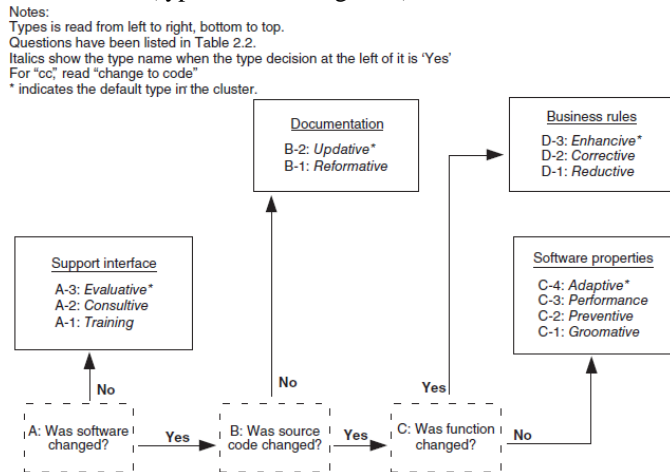 Notes:
Types is read from left to right, bottom to top.
Questions have been listed in Table 2.2.
Italics show the type name when the type decision at the left of it is ‘Yes’
For “cc,” read “change to code”
* indicates the default type in the cluster.
Documentation
B-2: Updative*
B-1: Reformative
Business rules
D-3: Enhancive*
D-2: Corrective
D-1: Reductive
Support interface
A-3: Evaluative*
A-2: Consultive
A-1: Training
Software properties
C-4: Adaptive*
C-3: Performance
C-2: Preventive
C-1: Groomative
No
No
Yes
A: Was software
changed?
Yes
B: Was source
code changed?
Yes
C: Was function
changed?
No